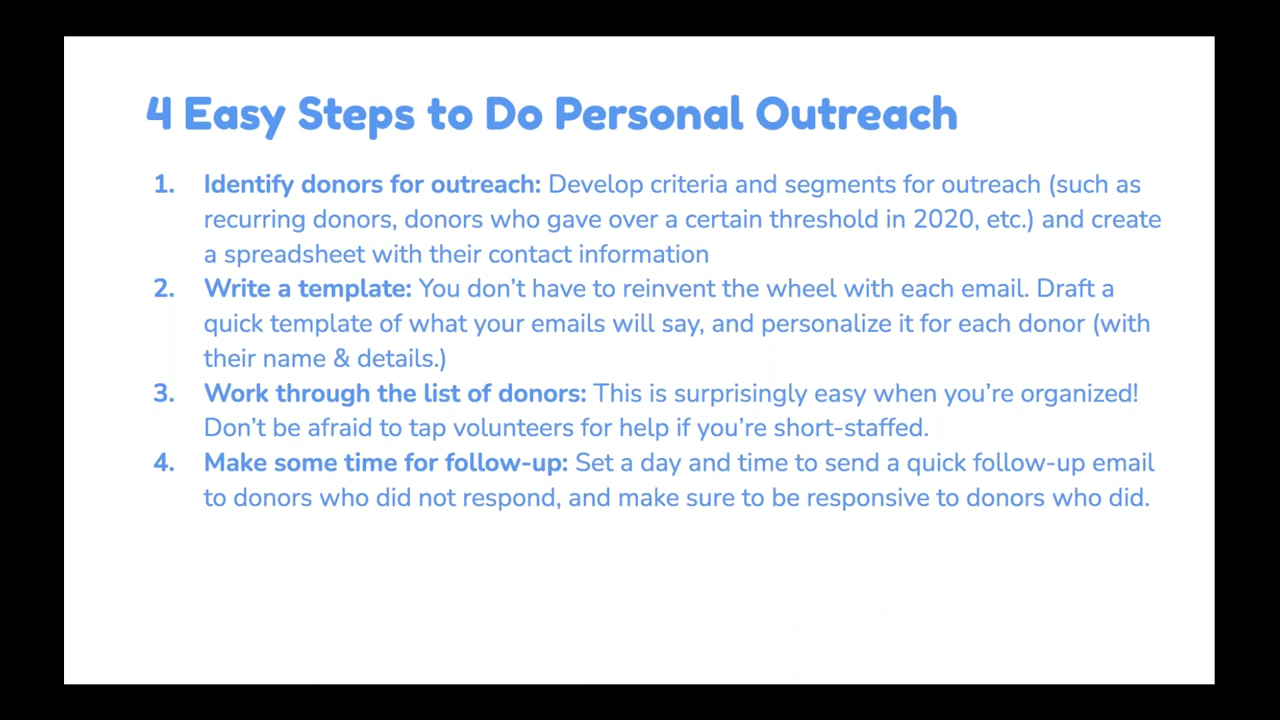 4 Easy Steps to Do Personal Outreach
1. Identify donors for outreach: Develop criteria and segments for outreach (such as
recurring donors, donors who gave over a certain threshold in 2020, etc.) and create
a spreadsheet with their contact information
2. Write a template: You don’t have to reinvent the wheel with each email. Draft a
quick template of what your emails will say, and personalize it for each donor (with
their name & details.)
3. Work through the list of donors: This is surprisingly easy when you’re organized!
Don’t be afraid to tap volunteers for help if you’re short-staffed.
4. Make some time for follow-up: Set a day and time to send a quick follow-up email
to donors who did not respond, and make sure to be responsive to donors who did.